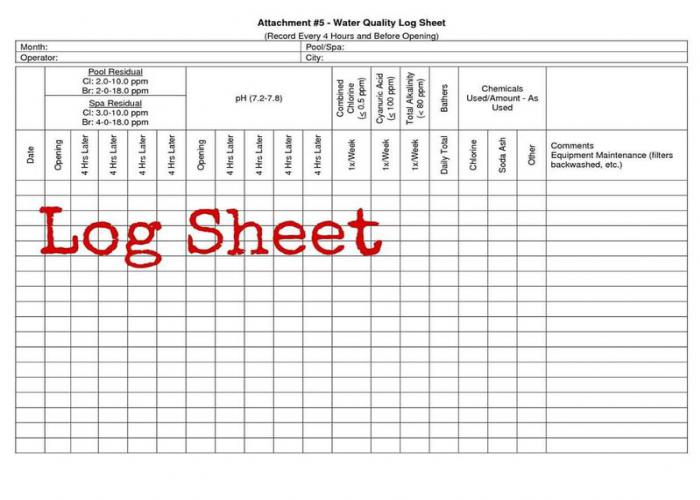 Attachment #5 - Water Quality Log Sheet
(Record Every 4 Hours and Before Opening)
Month: Pool/Spa:
Operator: City:
Pool Residual
Cl: 2.0-10.0 ppm
Br: 2-0-18.0 ppm
Spa Residual
Cl: 3.0-10.0 ppm
Br: 4-0-18.0 ppm
pH (7.2-7.8)
Combined
Chlorine
(≤ 0.5 ppm)
Cyanuric Acid
(≤ 100 ppm)
Total Alkalinity
(< 80 ppm)
Bathers
Chemicals
Used/Amount - As
Used
Date
Opening
4 Hrs Later
4 Hrs Later
4 Hrs Later
4 Hrs Later
Opening
4 Hrs Later
4 Hrs Later
4 Hrs Later
4 Hrs Later
1x/Week
1x/Week
1x/Week
Daily Total
Chlorine
Soda Ash
Other
Comments
Equipment Maintenance (filters
backwashed, etc.)
Log Sheet